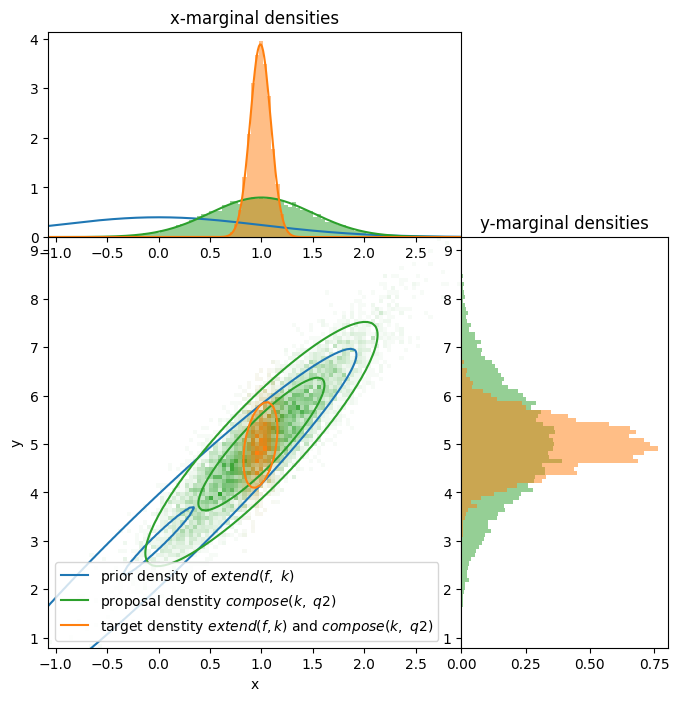 x-marginal densities
4
3
2
1
0
−1.0 −0.5 0.0 0.5 1.0 1.5 2.0 2.5
y-marginal densities
9
8
7
6
5
4
3
2
1
y
prior density of extend(f, k)
proposal denstity compose(k, q2)
target denstity extend(f,k) and compose(k, q2)
−1.0 −0.5 0.0 0.5 1.0 1.5 2.0 2.5
x
9
8
7
6
5
4
3
2
1
0.00 0.25 0.50 0.75